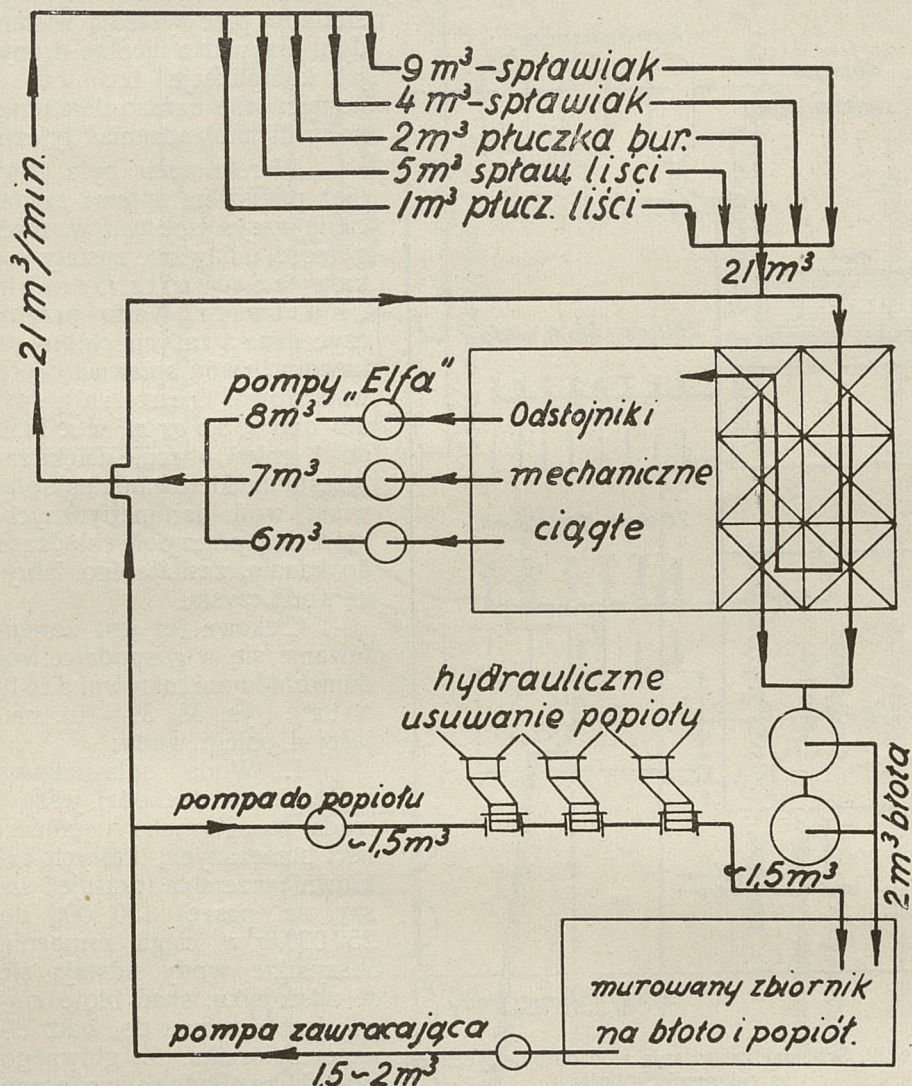 9 m³-spławiak
4 m³-spławiak
2 m³ płuczka bur.
5 m³ spław. liści
1 m³ płucz. liści
21 m³/min.
21 m³
pompy „Elfa”
8 m³
7 m³
6 m³
Odstojniki
mechaniczne
ciągłe
hydrauliczne
usuwanie popiołu
pompa do popiołu
~1,5 m³
~1,5 m³
2 m³ błota
murowany zbiornik
na błoto i popiół.
pompa zawracająca
1,5~2 m³